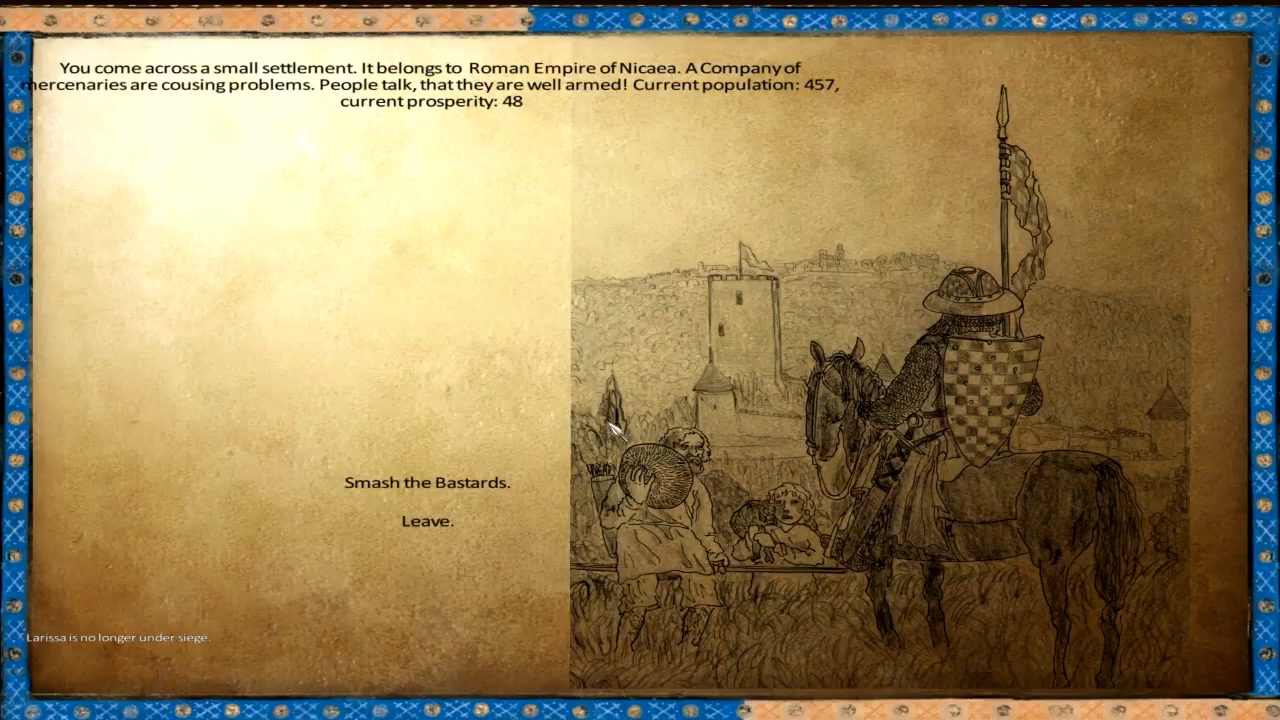 You come across a small settlement. It belongs to Roman Empire of Nicaea. A Company of
mercenaries are cousing problems. People talk, that they are well armed! Current population: 457,
current prosperity: 48
Smash the Bastards.
Leave.
Larissa is no longer under siege.